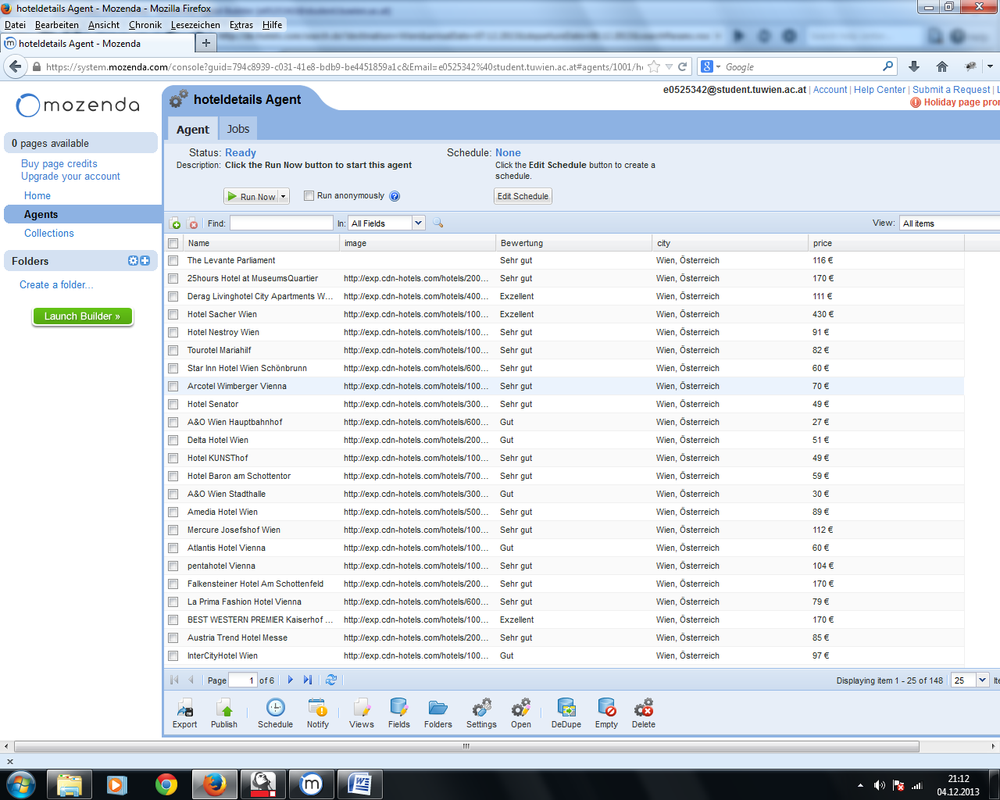 hoteldetails Agent - Mozenda - Mozilla Firefox
Datei Bearbeiten Ansicht Chronik Lesezeichen Extras Hilfe
hoteldetails Agent - Mozenda
https://system.mozenda.com/console?guid=794c8939-c031-41e8-bdb9-be4451859a1c&Email=e0525342%40student.tuwien.ac.at#agents/1001/he
Google
mozenda
hoteldetails Agent
e0525342@student.tuwien.ac.at | Account | Help Center | Submit a Request | L
Holiday page pron
Agent Jobs
0 pages available
Buy page credits
Upgrade your account
Home
Agents
Collections
Folders
Create a folder...
Launch Builder »
Status: Ready
Description: Click the Run Now button to start this agent
Run Now
Run anonymously
Schedule: None
Click the Edit Schedule button to create a
schedule.
Edit Schedule
Find: In: All Fields View: All items
Name image Bewertung city price
The Levante Parliament Sehr gut Wien, Österreich 116 €
25hours Hotel at MuseumsQuartier http://exp.cdn-hotels.com/hotels/200... Sehr gut Wien, Österreich 170 €
Derag Livinghotel City Apartments W... http://exp.cdn-hotels.com/hotels/400... Exzellent Wien, Österreich 111 €
Hotel Sacher Wien http://exp.cdn-hotels.com/hotels/100... Exzellent Wien, Österreich 430 €
Hotel Nestroy Wien http://exp.cdn-hotels.com/hotels/100... Sehr gut Wien, Österreich 91 €
Tourotel Mariahilf http://exp.cdn-hotels.com/hotels/100... Sehr gut Wien, Österreich 82 €
Star Inn Hotel Wien Schönbrunn http://exp.cdn-hotels.com/hotels/600... Sehr gut Wien, Österreich 60 €
Arcotel Wimberger Vienna http://exp.cdn-hotels.com/hotels/100... Sehr gut Wien, Österreich 70 €
Hotel Senator http://exp.cdn-hotels.com/hotels/300... Sehr gut Wien, Österreich 49 €
A&O Wien Hauptbahnhof http://exp.cdn-hotels.com/hotels/600... Gut Wien, Österreich 27 €
Delta Hotel Wien http://exp.cdn-hotels.com/hotels/200... Gut Wien, Österreich 51 €
Hotel KUNSThof http://exp.cdn-hotels.com/hotels/100... Sehr gut Wien, Österreich 49 €
Hotel Baron am Schottentor http://exp.cdn-hotels.com/hotels/700... Sehr gut Wien, Österreich 59 €
A&O Wien Stadthalle http://exp.cdn-hotels.com/hotels/300... Gut Wien, Österreich 30 €
Amedia Hotel Wien http://exp.cdn-hotels.com/hotels/500... Sehr gut Wien, Österreich 89 €
Mercure Josefshof Wien http://exp.cdn-hotels.com/hotels/100... Sehr gut Wien, Österreich 112 €
Atlantis Hotel Vienna http://exp.cdn-hotels.com/hotels/100... Gut Wien, Österreich 60 €
pentahotel Vienna http://exp.cdn-hotels.com/hotels/100... Sehr gut Wien, Österreich 104 €
Falkensteiner Hotel Am Schottenfeld http://exp.cdn-hotels.com/hotels/200... Sehr gut Wien, Österreich 170 €
La Prima Fashion Hotel Vienna http://exp.cdn-hotels.com/hotels/600... Sehr gut Wien, Österreich 79 €
BEST WESTERN PREMIER Kaiserhof ... http://exp.cdn-hotels.com/hotels/100... Exzellent Wien, Österreich 170 €
Austria Trend Hotel Messe http://exp.cdn-hotels.com/hotels/200... Sehr gut Wien, Österreich 85 €
InterCityHotel Wien http://exp.cdn-hotels.com/hotels/100... Gut Wien, Österreich 97 €
Page 1 of 6 Displaying item 1 - 25 of 148 25 Ite
Export Publish Schedule Notify Views Fields Folders Settings Open DeDupe Empty Delete
21:12
04.12.2013